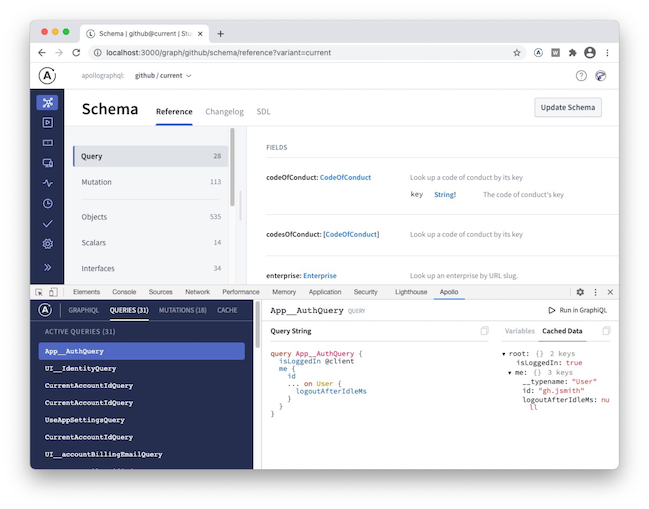 Schema | github@current | Stu
localhost:3000/graph/github/schema/reference?variant=current
apollographql: github / current
Schema Reference Changelog SDL Update Schema
Query 28
Mutation 113
Objects 535
Scalars 14
Interfaces 34
FIELDS
codeOfConduct: CodeOfConduct Look up a code of conduct by its key
key String! The code of conduct's key
codesOfConduct: [CodeOfConduct] Look up a code of conduct by its key
enterprise: Enterprise Look up an enterprise by URL slug.
Elements Console Sources Network Performance Memory Application Security Lighthouse Apollo
GRAPHIQL QUERIES (31) MUTATIONS (18) CACHE
ACTIVE QUERIES (31)
App__AuthQuery
UI__IdentityQuery
CurrentAccountIdQuery
CurrentAccountIdQuery
UseAppSettingsQuery
CurrentAccountIdQuery
UI__accountBillingEmailQuery
App__AuthQuery QUERY Run in GraphiQL
Query String
query App__AuthQuery {
isLoggedIn @client
me {
id
... on User {
logoutAfterIdleMs
}
}
}
Variables Cached Data
root: {} 2 keys
isLoggedIn: true
me: {} 3 keys
__typename: "User"
id: "gh.jsmith"
logoutAfterIdleMs: nu
ll